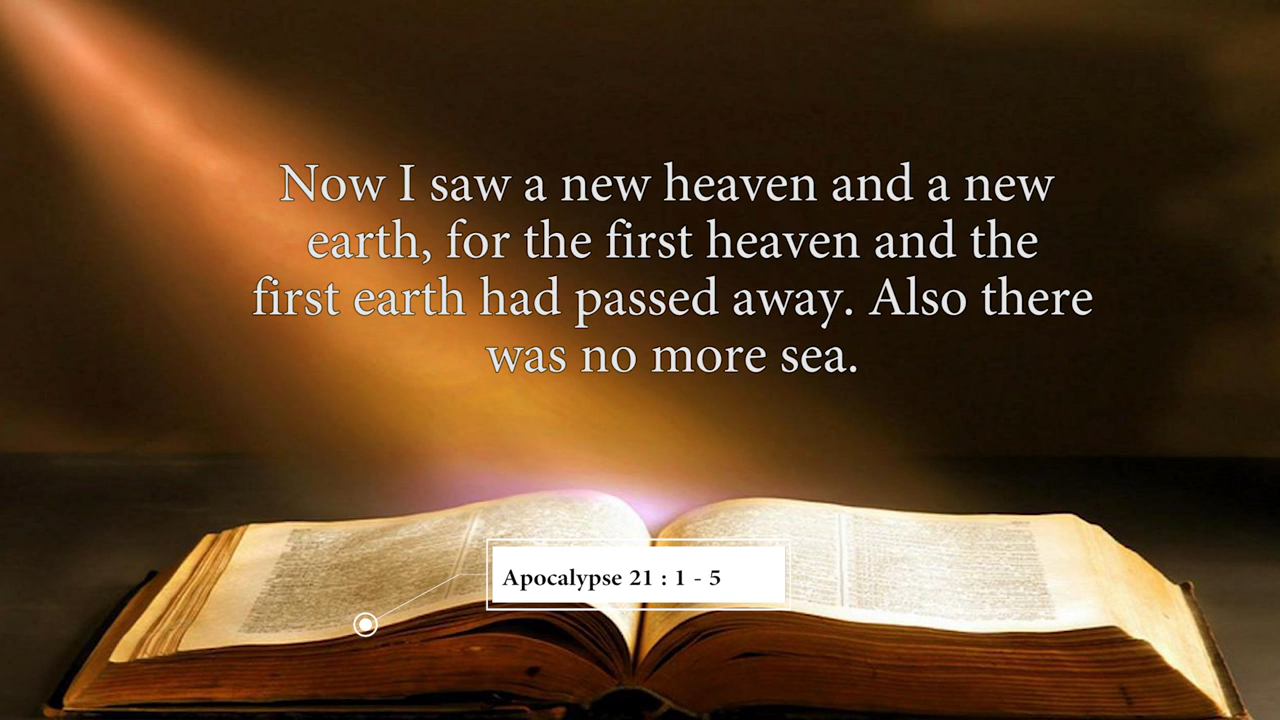 Now I saw a new heaven and a new
earth, for the first heaven and the
first earth had passed away. Also there
was no more sea.
Apocalypse 21 : 1 - 5